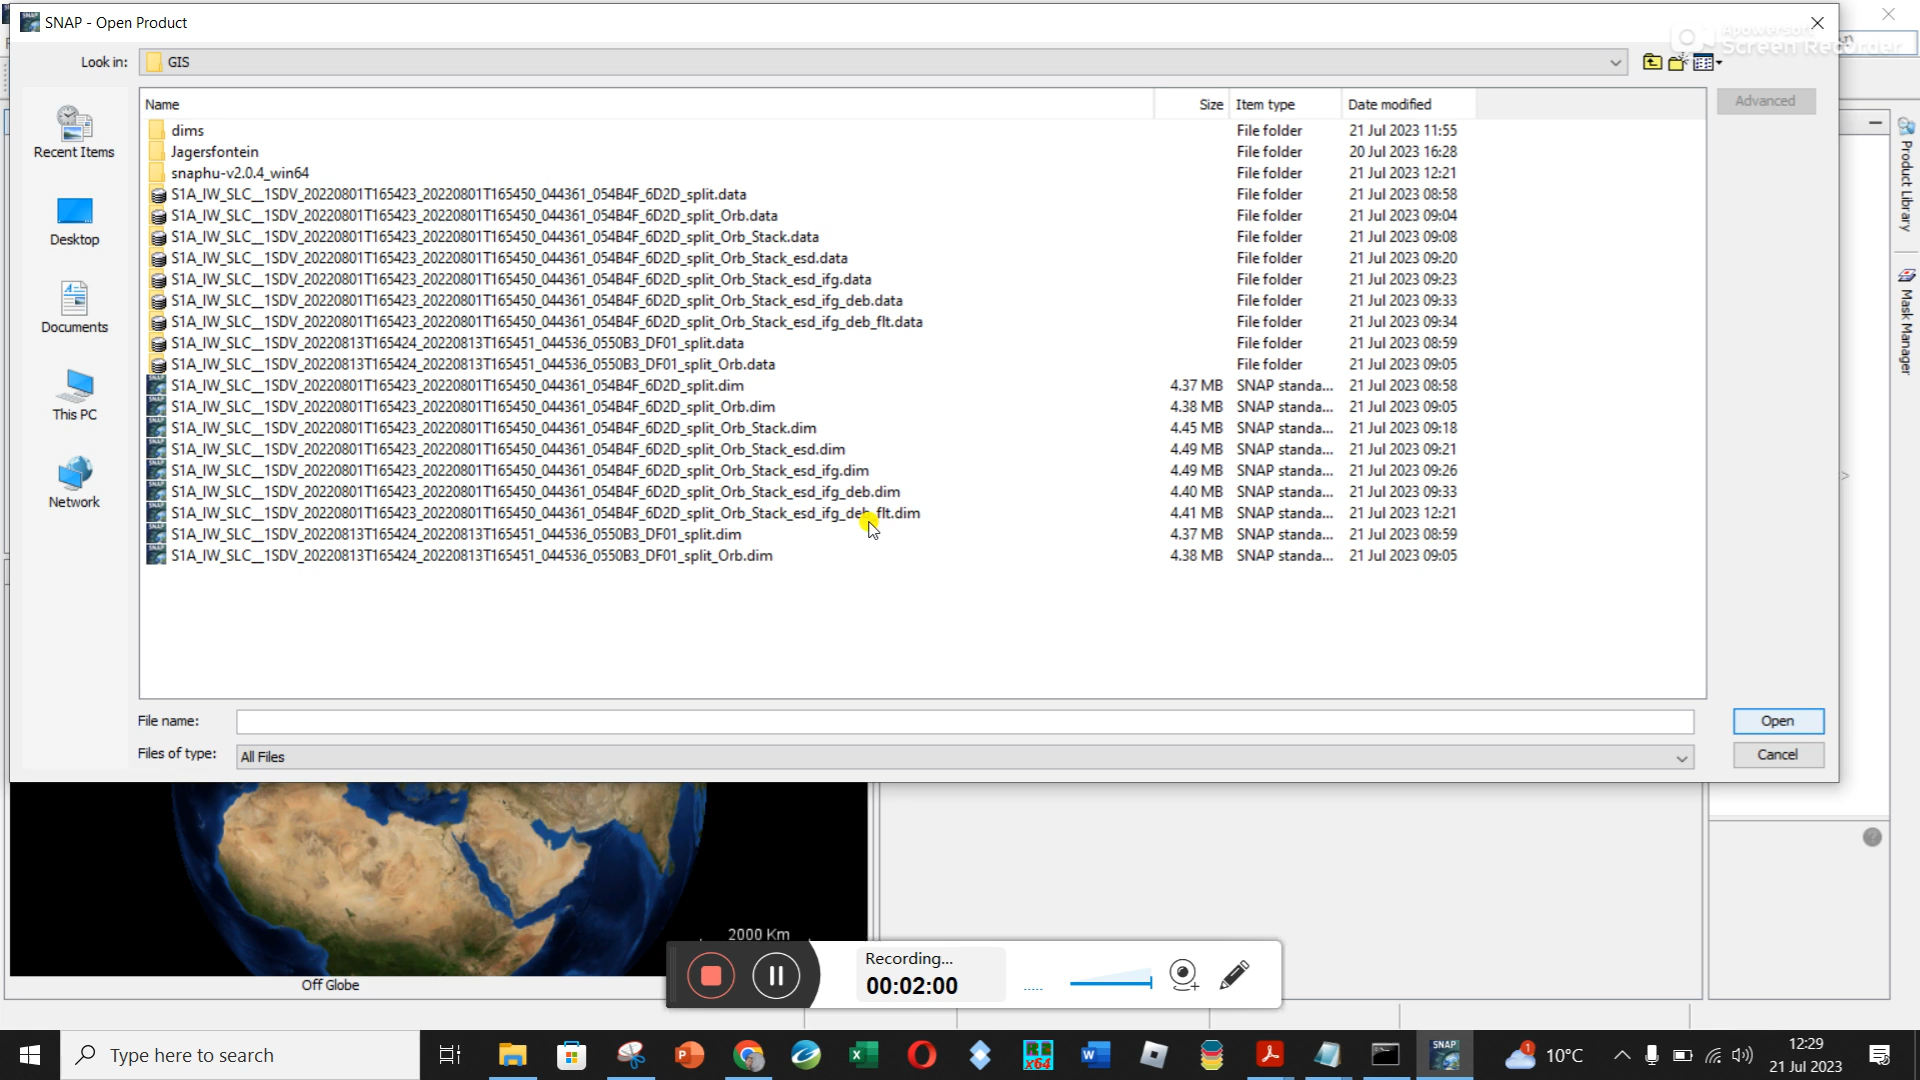 SNAP - Open Product
Apowersoft
Screen Recorder
Look in:
GIS
Name
Size
Item type
Date modified
Advanced
dims
File folder
21 Jul 2023 11:55
Jagersfontein
File folder
20 Jul 2023 16:28
snaphu-v2.0.4_win64
File folder
21 Jul 2023 12:21
S1A_IW_SLC__1SDV_20220801T165423_20220801T165450_044361_054B4F_6D2D_split.data
File folder
21 Jul 2023 08:58
S1A_IW_SLC__1SDV_20220801T165423_20220801T165450_044361_054B4F_6D2D_split_Orb.data
File folder
21 Jul 2023 09:04
S1A_IW_SLC__1SDV_20220801T165423_20220801T165450_044361_054B4F_6D2D_split_Orb_Stack.data
File folder
21 Jul 2023 09:08
S1A_IW_SLC__1SDV_20220801T165423_20220801T165450_044361_054B4F_6D2D_split_Orb_Stack_esd.data
File folder
21 Jul 2023 09:20
S1A_IW_SLC__1SDV_20220801T165423_20220801T165450_044361_054B4F_6D2D_split_Orb_Stack_esd_ifg.data
File folder
21 Jul 2023 09:23
S1A_IW_SLC__1SDV_20220801T165423_20220801T165450_044361_054B4F_6D2D_split_Orb_Stack_esd_ifg_deb.data
File folder
21 Jul 2023 09:33
S1A_IW_SLC__1SDV_20220801T165423_20220801T165450_044361_054B4F_6D2D_split_Orb_Stack_esd_ifg_deb_flt.data
File folder
21 Jul 2023 09:34
S1A_IW_SLC__1SDV_20220813T165424_20220813T165451_044536_0550B3_DF01_split.data
File folder
21 Jul 2023 08:59
S1A_IW_SLC__1SDV_20220813T165424_20220813T165451_044536_0550B3_DF01_split_Orb.data
File folder
21 Jul 2023 09:05
S1A_IW_SLC__1SDV_20220801T165423_20220801T165450_044361_054B4F_6D2D_split.dim
4.37 MB
SNAP standa...
21 Jul 2023 08:58
S1A_IW_SLC__1SDV_20220801T165423_20220801T165450_044361_054B4F_6D2D_split_Orb.dim
4.38 MB
SNAP standa...
21 Jul 2023 09:05
S1A_IW_SLC__1SDV_20220801T165423_20220801T165450_044361_054B4F_6D2D_split_Orb_Stack.dim
4.45 MB
SNAP standa...
21 Jul 2023 09:18
S1A_IW_SLC__1SDV_20220801T165423_20220801T165450_044361_054B4F_6D2D_split_Orb_Stack_esd.dim
4.49 MB
SNAP standa...
21 Jul 2023 09:21
S1A_IW_SLC__1SDV_20220801T165423_20220801T165450_044361_054B4F_6D2D_split_Orb_Stack_esd_ifg.dim
4.49 MB
SNAP standa...
21 Jul 2023 09:26
S1A_IW_SLC__1SDV_20220801T165423_20220801T165450_044361_054B4F_6D2D_split_Orb_Stack_esd_ifg_deb.dim
4.40 MB
SNAP standa...
21 Jul 2023 09:33
S1A_IW_SLC__1SDV_20220801T165423_20220801T165450_044361_054B4F_6D2D_split_Orb_Stack_esd_ifg_deb_flt.dim
4.41 MB
SNAP standa...
21 Jul 2023 12:21
S1A_IW_SLC__1SDV_20220813T165424_20220813T165451_044536_0550B3_DF01_split.dim
4.37 MB
SNAP standa...
21 Jul 2023 08:59
S1A_IW_SLC__1SDV_20220813T165424_20220813T165451_044536_0550B3_DF01_split_Orb.dim
4.38 MB
SNAP standa...
21 Jul 2023 09:05
Recent Items
Desktop
Documents
This PC
Network
Product Library
Mask Manager
File name:
Open
Files of type:
All Files
Cancel
2000 Km
Off Globe
Recording...
00:02:00
Type here to search
x64
SNAP
1
10°C
12:29
21 Jul 2023